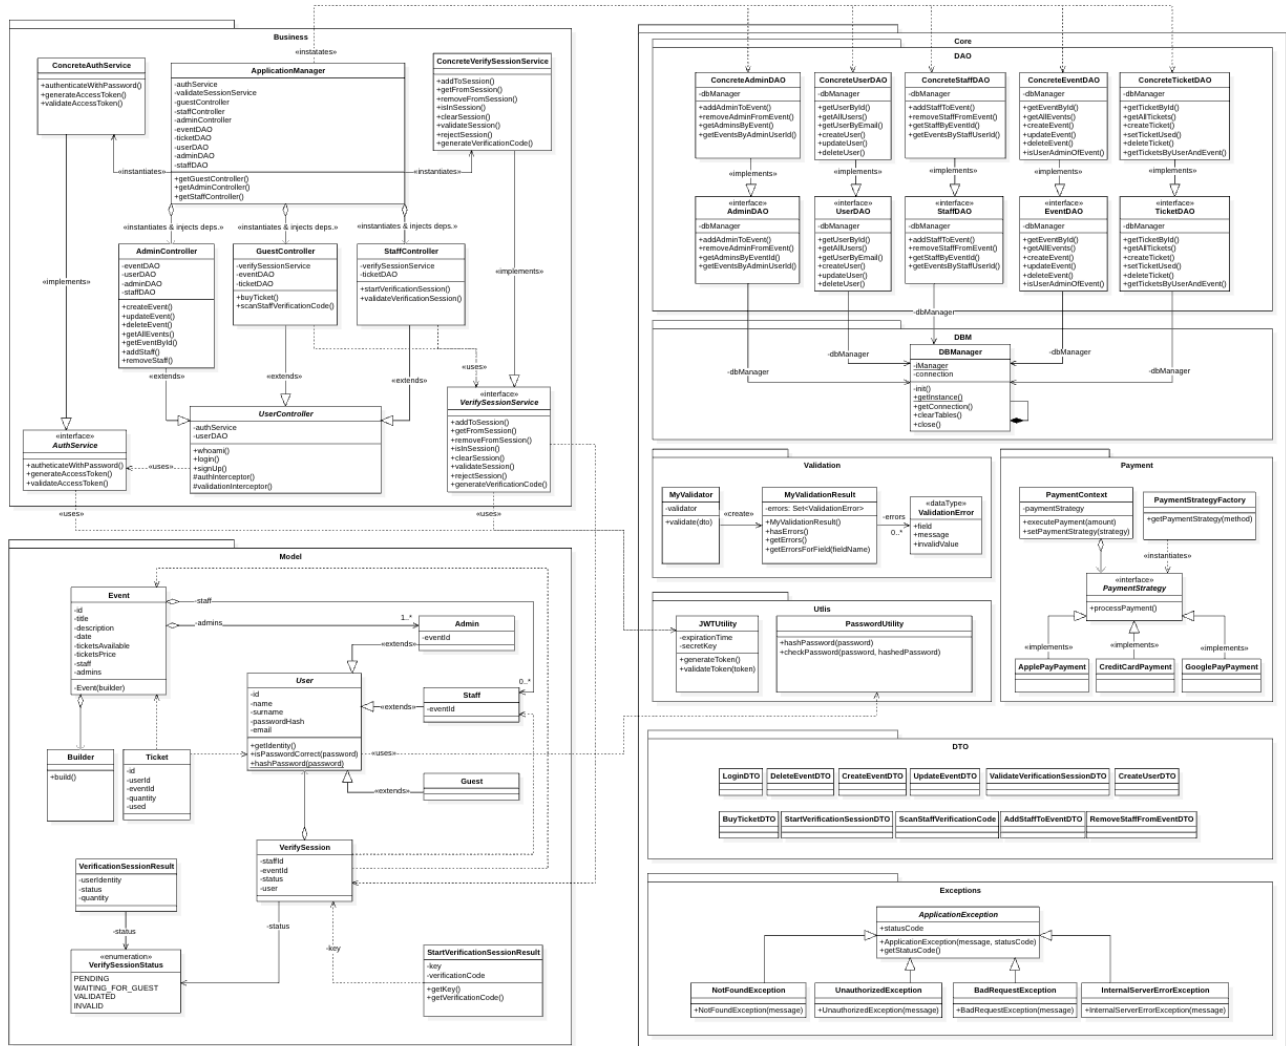 Business
«instatates»
ConcreteAuthService
+authenticateWithPassword()
+generateAccessToken()
+validateAccessToken()
ApplicationManager
-authService
-validateSessionService
-guestController
-staffController
-adminController
-eventDAO
-ticketDAO
-userDAO
-adminDAO
-staffDAO
+getGuestController()
+getAdminController()
+getStaffController()
ConcreteVerifySessionService
+addToSession()
+getFromSession()
+removeFromSession()
+isInSession()
+clearSession()
+validateSession()
+rejectSession()
+generateVerificationCode()
«instantiates»
«instantiates»
«instantiates & injects deps.»
«instantiates & injects deps.»
«instantiates & injects deps.»
AdminController
-eventDAO
-userDAO
-adminDAO
-staffDAO
+createEvent()
+updateEvent()
+deleteEvent()
+getAllEvents()
+getEventById()
+addStaff()
+removeStaff()
GuestController
-verifySessionService
-eventDAO
-ticketDAO
+buyTicket()
+scanStaffVerificationCode()
StaffController
-verifySessionService
-ticketDAO
+startVerificationSession()
+validateVerificationSession()
«implements»
«implements»
«extends»
«extends»
«extends»
«uses»
UserController
-authService
-userDAO
+whoami()
+login()
+signUp()
#authInterceptor()
#validationInterceptor()
«interface»
VerifySessionService
+addToSession()
+getFromSession()
+removeFromSession()
+isInSession()
+clearSession()
+validateSession()
+rejectSession()
+generateVerificationCode()
«interface»
AuthService
+autheticateWithPassword()
+generateAccessToken()
+validateAccessToken()
«uses»
«uses»
«uses»
Model
Event
-id
-title
-description
-date
-ticketsAvailable
-ticketsPrice
-staff
-admins
-Event(builder)
-staff
-admins
1..*
Admin
-eventId
«extends»
User
-id
-name
-surname
-passwordHash
-email
+getIdentity()
+isPasswordCorrect(password)
+hashPassword(password)
0..*
Staff
-eventId
«extends»
«uses»
Guest
«extends»
Builder
+build()
Ticket
-id
-userId
-eventId
-quantity
-used
VerifySession
-staffId
-eventId
-status
-user
VerificationSessionResult
-userIdentity
-status
-quantity
-status
-status
-key
«enumeration»
VerifySessionStatus
PENDING
WAITING_FOR_GUEST
VALIDATED
INVALID
StartVerificationSessionResult
-key
-verificationCode
+getKey()
+getVerificationCode()
Core
DAO
ConcreteAdminDAO
-dbManager
+addAdminToEvent()
+removeAdminFromEvent()
+getAdminsByEvent()
+getEventsByAdminUserId()
ConcreteUserDAO
-dbManager
+getUserById()
+getAllUsers()
+getUserByEmail()
+createUser()
+updateUser()
+deleteUser()
ConcreteStaffDAO
-dbManager
+addStaffToEvent()
+removeStaffFromEvent()
+getStaffByEventId()
+getEventsByStaffUserId()
ConcreteEventDAO
-dbManager
+getEventById()
+getAllEvents()
+createEvent()
+updateEvent()
+deleteEvent()
+isUserAdminOfEvent()
ConcreteTicketDAO
-dbManager
+getTicketById()
+getAllTickets()
+createTicket()
+setTicketUsed()
+deleteTicket()
+getTicketsByUserAndEvent()
«implements»
«implements»
«implements»
«implements»
«implements»
«interface»
AdminDAO
-dbManager
+addAdminToEvent()
+removeAdminFromEvent()
+getAdminsByEventId()
+getEventsByAdminUserId()
«interface»
UserDAO
-dbManager
+getUserById()
+getAllUsers()
+getUserByEmail()
+createUser()
+updateUser()
+deleteUser()
«interface»
StaffDAO
-dbManager
+addStaffToEvent()
+removeStaffFromEvent()
+getStaffByEventId()
+getEventsByStaffUserId()
«interface»
EventDAO
-dbManager
+getEventById()
+getAllEvents()
+createEvent()
+updateEvent()
+deleteEvent()
+isUserAdminOfEvent()
«interface»
TicketDAO
-dbManager
+getTicketById()
+getAllTickets()
+createTicket()
+setTicketUsed()
+deleteTicket()
+getTicketsByUserAndEvent()
-dbManager
DBM
-dbManager
-dbManager
-dbManager
-dbManager
DBManager
-iManager
-connection
-init()
+getInstance()
+getConnection()
+clearTables()
+close()
Validation
MyValidator
-validator
+validate(dto)
«create»
MyValidationResult
-errors: Set<ValidationError>
+MyValidationResult()
+hasErrors()
+getErrors()
+getErrorsForField(fieldName)
-errors
0..*
«dataType»
ValidationError
+field
+message
+invalidValue
Payment
PaymentContext
-paymentStrategy
+executePayment(amount)
+setPaymentStrategy(strategy)
PaymentStrategyFactory
+getPaymentStrategy(method)
«instantiates»
«interface»
PaymentStrategy
+processPayment()
«implements»
«implements»
«implements»
ApplePayPayment
CreditCardPayment
GooglePayPayment
Utlis
JWTUtility
-expirationTime
-secretKey
+generateToken()
+validateToken(token)
PasswordUtility
+hashPassword(password)
+checkPassword(password, hashedPassword)
DTO
LoginDTO
DeleteEventDTO
CreateEventDTO
UpdateEventDTO
ValidateVerificationSessionDTO
CreateUserDTO
BuyTicketDTO
StartVerificationSessionDTO
ScanStaffVerificationCode
AddStaffToEventDTO
RemoveStaffFromEventDTO
Exceptions
ApplicationException
+statusCode
+ApplicationException(message, statusCode)
+getStatusCode()
NotFoundException
+NotFoundException(message)
UnauthorizedException
+UnauthorizedException(message)
BadRequestException
+BadRequestException(message)
InternalServerErrorException
+InternalServerErrorException(message)